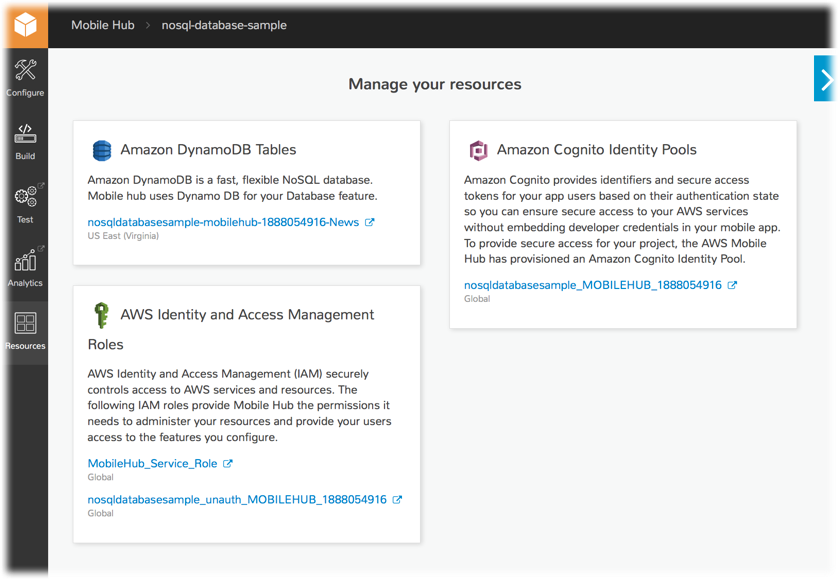 Mobile Hub > nosql-database-sample
Configure
Build
Test
Analytics
Resources
Manage your resources
Amazon DynamoDB Tables
Amazon DynamoDB is a fast, flexible NoSQL database.
Mobile hub uses Dynamo DB for your Database feature.
nosqldatabasesample-mobilehub-1888054916-News
US East (Virginia)
AWS Identity and Access Management
Roles
AWS Identity and Access Management (IAM) securely
controls access to AWS services and resources. The
following IAM roles provide Mobile Hub the permissions it
needs to administer your resources and provide your users
access to the features you configure.
MobileHub_Service_Role
Global
nosqldatabasesample_unauth_MOBILEHUB_1888054916
Global
Amazon Cognito Identity Pools
Amazon Cognito provides identifiers and secure access
tokens for your app users based on their authentication state
so you can ensure secure access to your AWS services
without embedding developer credentials in your mobile app.
To provide secure access for your project, the AWS Mobile
Hub has provisioned an Amazon Cognito Identity Pool.
nosqldatabasesample_MOBILEHUB_1888054916
Global